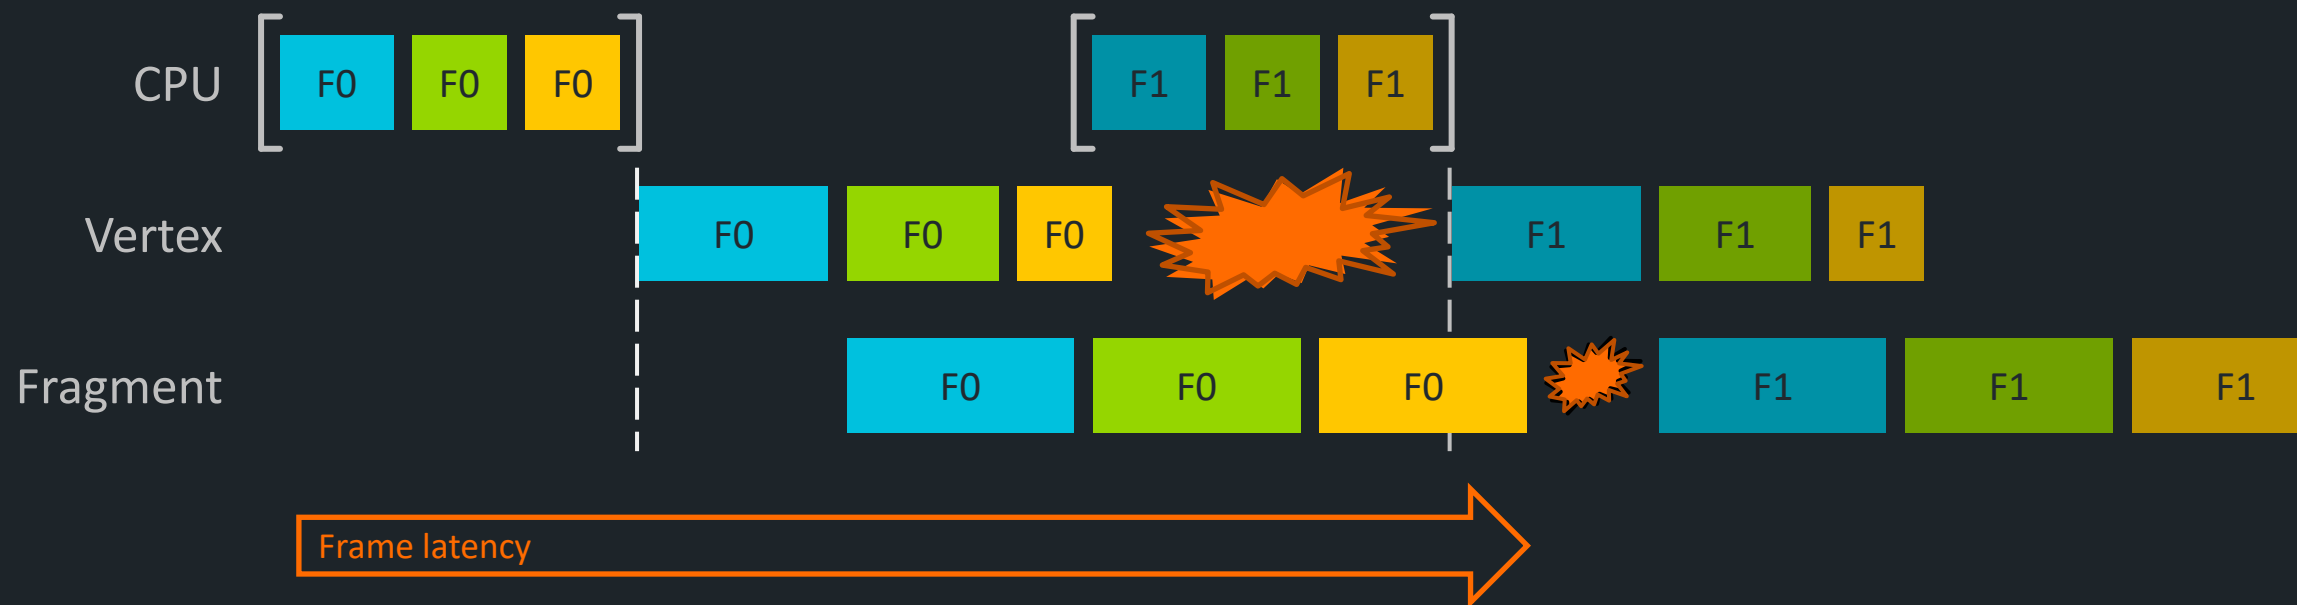 CPU F0 F0 F0 F1 F1 F1
Vertex F0 F0 F0 F1 F1 F1
Fragment F0 F0 F0 F1 F1 F1
Frame latency